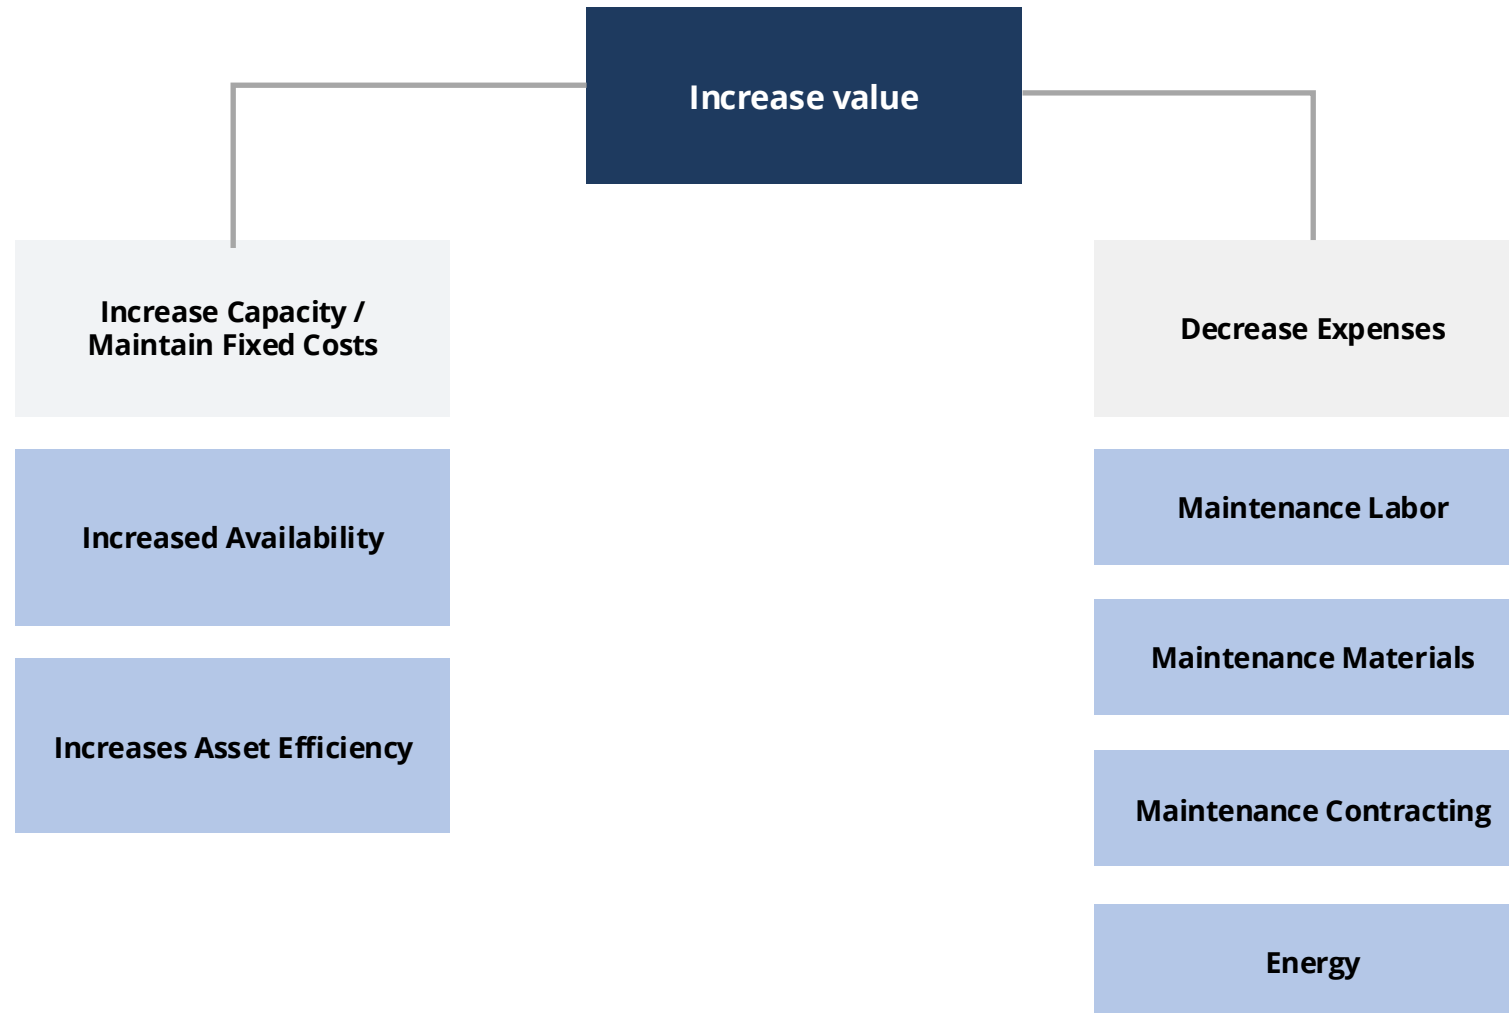 Increase value
Increase Capacity /
Maintain Fixed Costs
Increased Availability
Increases Asset Efficiency
Decrease Expenses
Maintenance Labor
Maintenance Materials
Maintenance Contracting
Energy